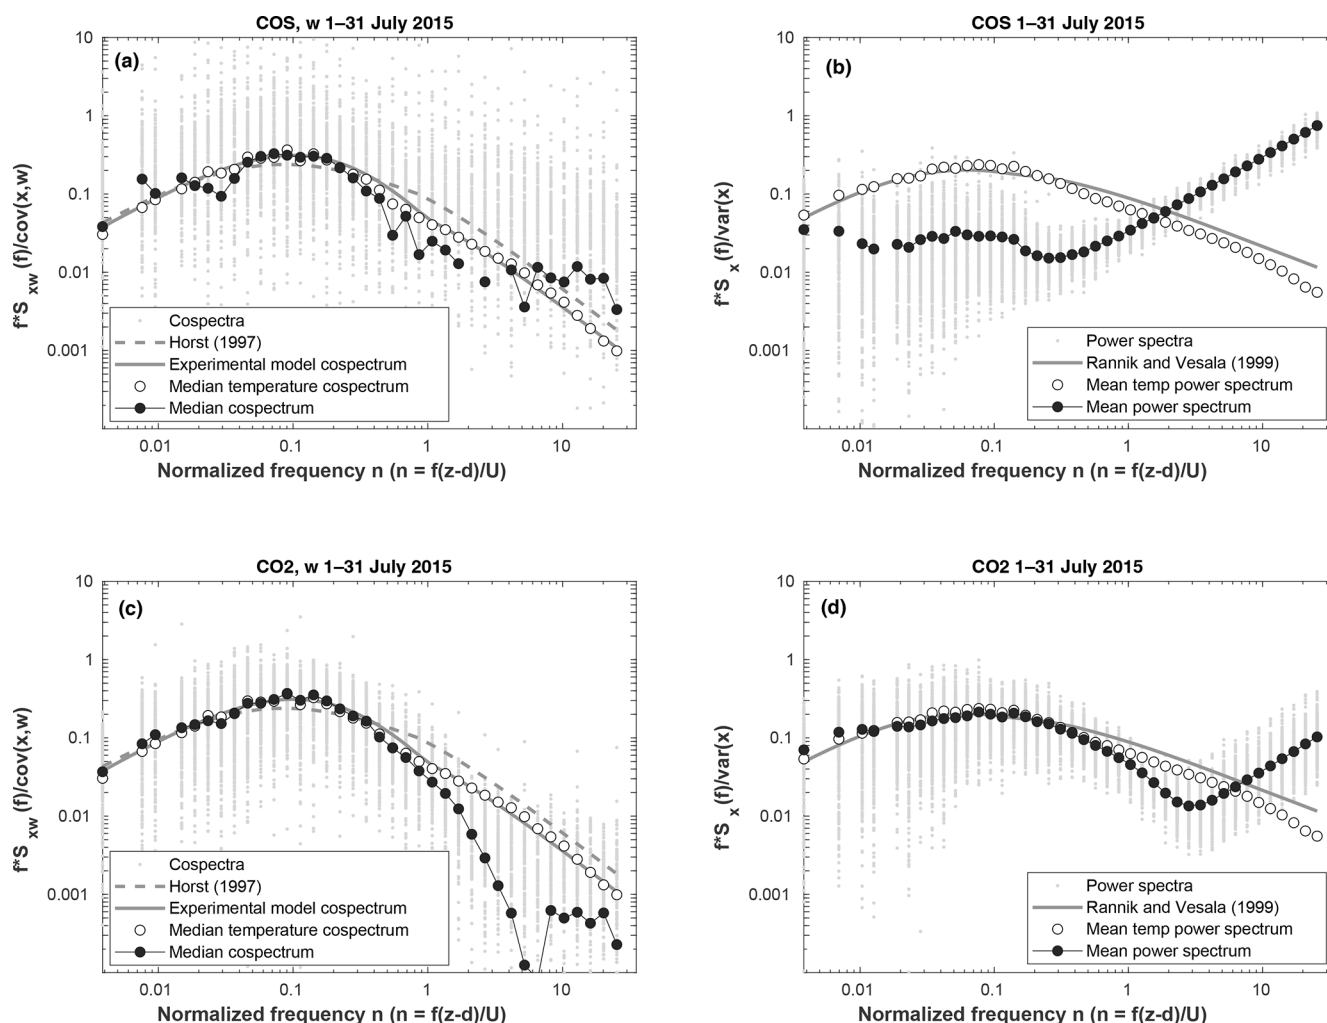 COS, w 1–31 July 2015
(a)
10
1
0.1
0.01
0.001
f*S xw (f)/cov(x,w)
Cospectra
Horst (1997)
Experimental model cospectrum
Median temperature cospectrum
Median cospectrum
0.01 0.1 1 10
Normalized frequency n (n = f(z-d)/U)
COS 1–31 July 2015
(b)
10
1
0.1
0.01
0.001
f*S x (f)/var(x)
Power spectra
Rannik and Vesala (1999)
Mean temp power spectrum
Mean power spectrum
0.01 0.1 1 10
Normalized frequency n (n = f(z-d)/U)
CO2, w 1–31 July 2015
(c)
10
1
0.1
0.01
0.001
f*S xw (f)/cov(x,w)
Cospectra
Horst (1997)
Experimental model cospectrum
Median temperature cospectrum
Median cospectrum
0.01 0.1 1 10
Normalized frequency n (n = f(z-d)/U)
CO2 1–31 July 2015
(d)
10
1
0.1
0.01
0.001
f*S x (f)/var(x)
Power spectra
Rannik and Vesala (1999)
Mean temp power spectrum
Mean power spectrum
0.01 0.1 1 10
Normalized frequency n (n = f(z-d)/U)